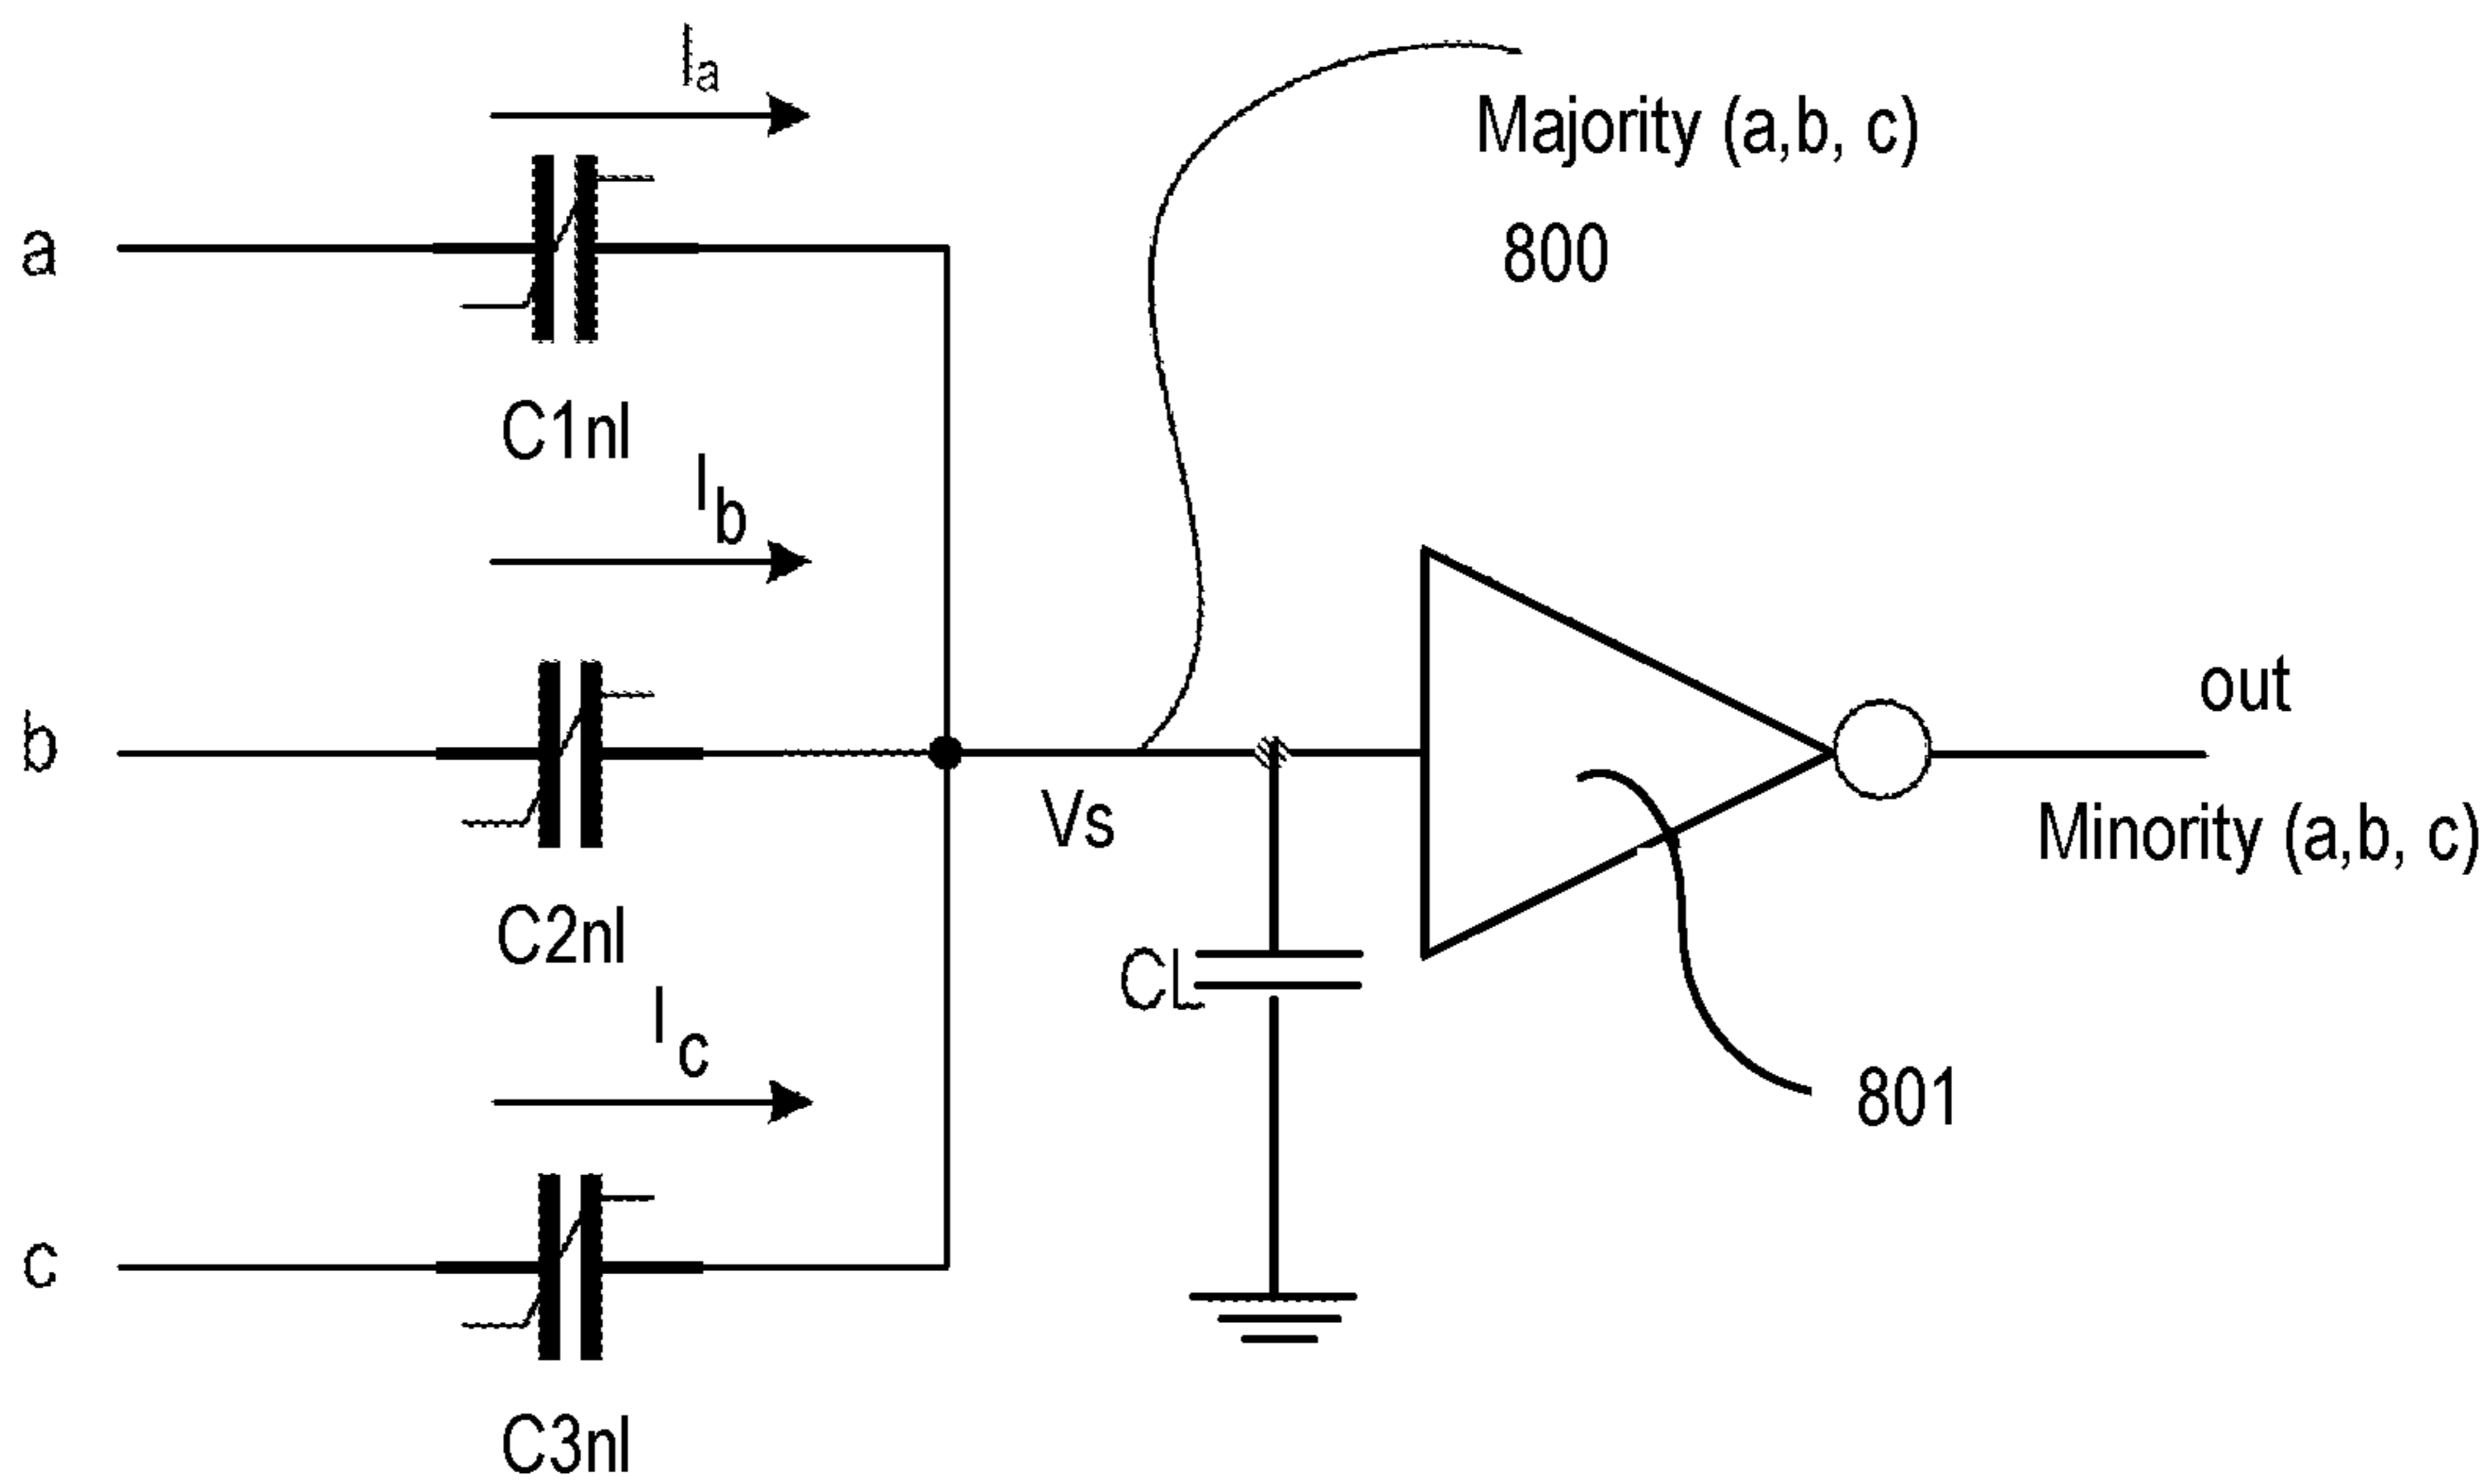 Ia
Majority (a,b, c)
800
a
C1nl
Ib
out
b
Vs
Minority (a,b, c)
C2nl
CL
Ic
801
c
C3nl